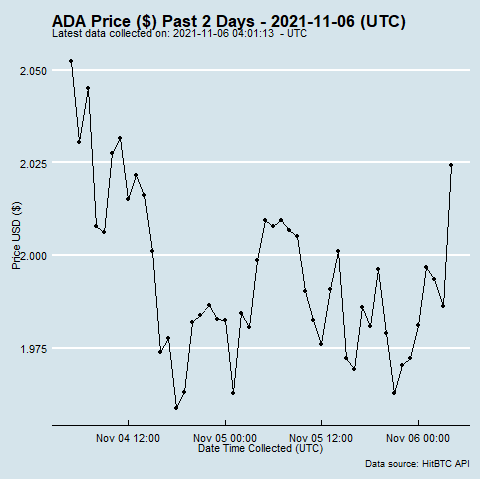 ADA Price ($) Past 2 Days - 2021-11-06 (UTC)
Latest data collected on: 2021-11-06 04:01:13 - UTC
2.050
2.025
2.000
1.975
Price USD ($)
Nov 04 12:00 Nov 05 00:00 Nov 05 12:00 Nov 06 00:00
Date Time Collected (UTC)
Data source: HitBTC API